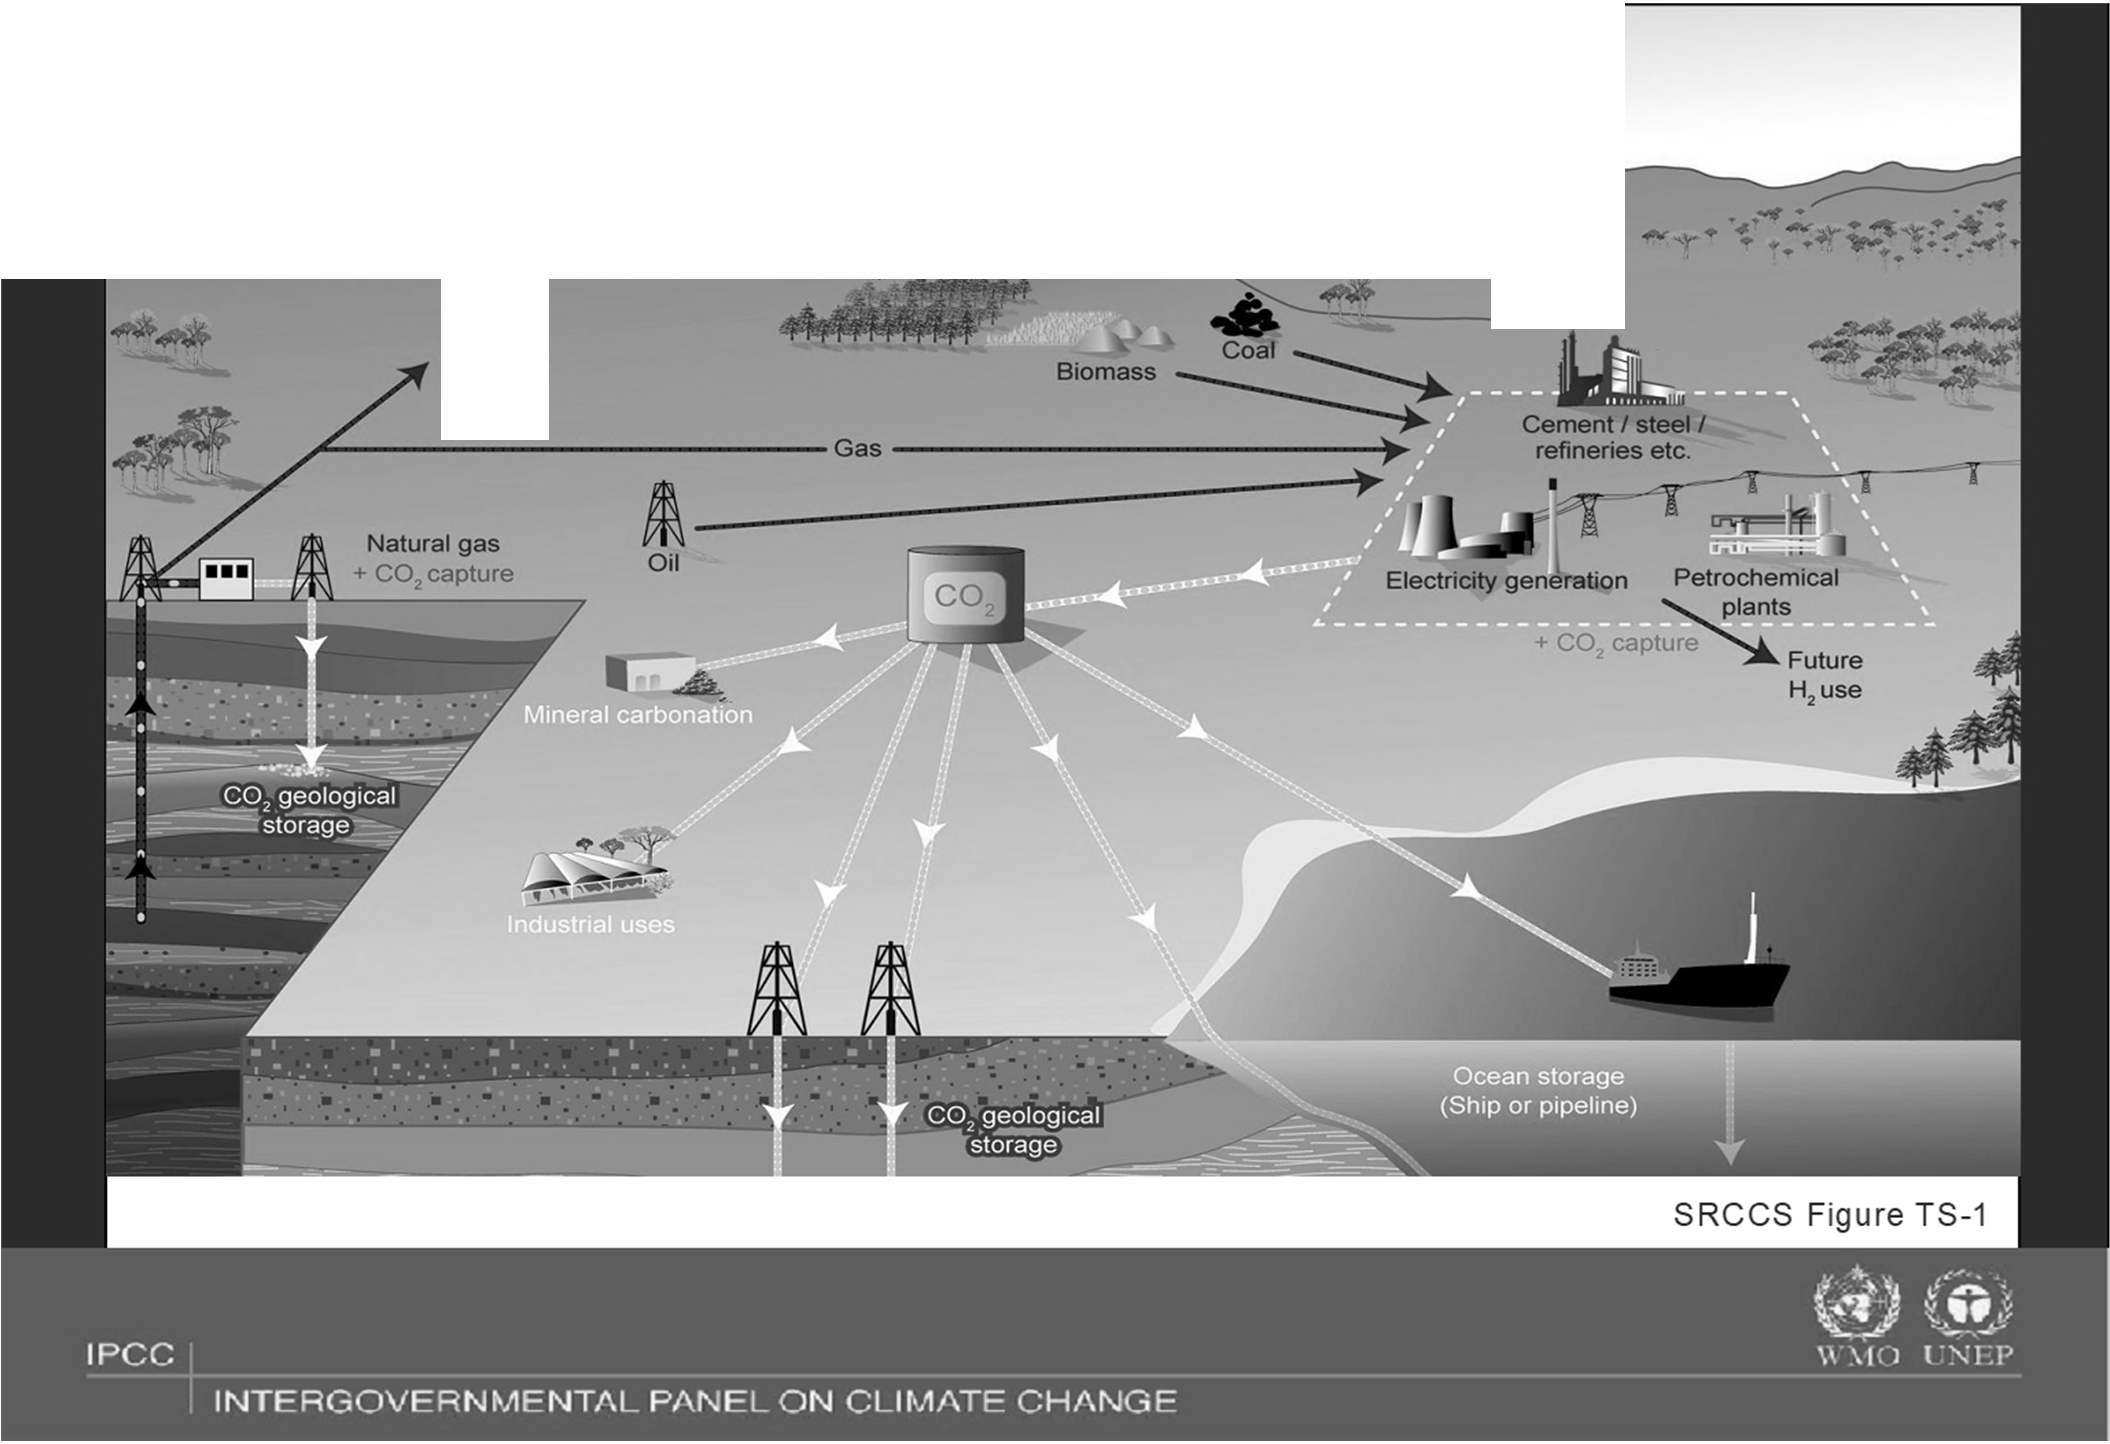 Coal
Biomass
Cement / steel /
refineries etc.
Gas
Natural gas
+ CO₂ capture
Oil
CO₂
Electricity generation
Petrochemical
plants
+ CO₂ capture
Future
H₂ use
Mineral carbonation
CO₂ geological
storage
Industrial uses
Ocean storage
(Ship or pipeline)
CO₂ geological
storage
SRCCS Figure TS-1
WMO UNEP
IPCC
INTERGOVERNMENTAL PANEL ON CLIMATE CHANGE